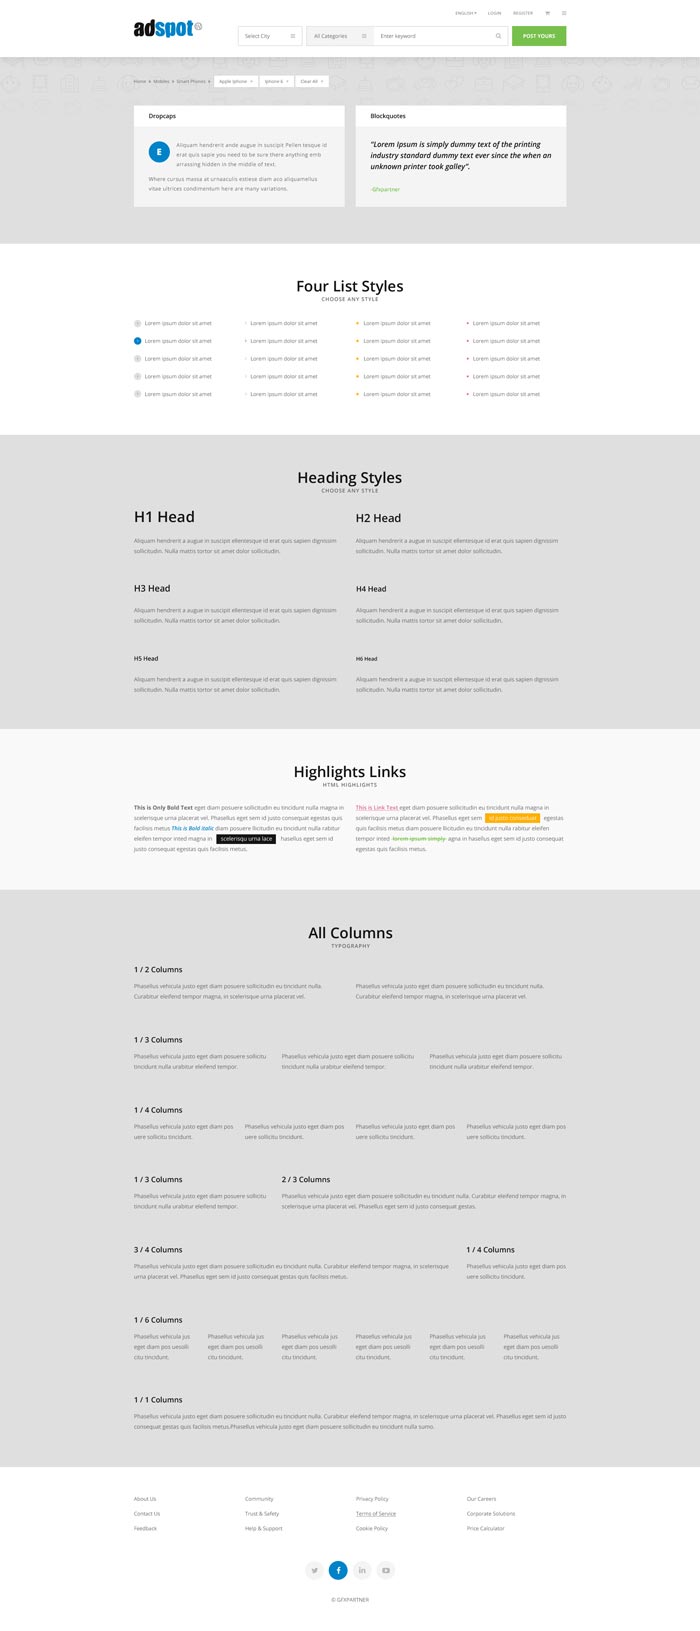 ENGLISH LOGIN REGISTER
adspot
Select City All Categories Enter keyword POST YOURS
Home Mobiles Smart Phones Apple Iphone Iphone 6 Clear All
Dropcaps
E Aliquam hendrerit ande augue in suscipit Pellen tesque id
erat quis sapie you need to be sure there anything emb
arrassing hidden in the middle of text.
Where cursus massa at urnaaculis estiese diam aco aliquamellus
vitae ultrices condimentum here are many variations.
Blockquotes
"Lorem Ipsum is simply dummy text of the printing
industry standard dummy text ever since the when an
unknown printer took galley".
-Gfxpartner
Four List Styles
CHOOSE ANY STYLE
Lorem ipsum dolor sit amet Lorem ipsum dolor sit amet Lorem ipsum dolor sit amet Lorem ipsum dolor sit amet
Lorem ipsum dolor sit amet Lorem ipsum dolor sit amet Lorem ipsum dolor sit amet Lorem ipsum dolor sit amet
Lorem ipsum dolor sit amet Lorem ipsum dolor sit amet Lorem ipsum dolor sit amet Lorem ipsum dolor sit amet
Lorem ipsum dolor sit amet Lorem ipsum dolor sit amet Lorem ipsum dolor sit amet Lorem ipsum dolor sit amet
Lorem ipsum dolor sit amet Lorem ipsum dolor sit amet Lorem ipsum dolor sit amet Lorem ipsum dolor sit amet
Heading Styles
CHOOSE ANY STYLE
H1 Head
Aliquam hendrerit a augue in suscipit ellentesque id erat quis sapien dignissim
sollicitudin. Nulla mattis tortor sit amet dolor sollicitudin.
H2 Head
Aliquam hendrerit a augue in suscipit ellentesque id erat quis sapien dignissim
sollicitudin. Nulla mattis tortor sit amet dolor sollicitudin.
H3 Head
Aliquam hendrerit a augue in suscipit ellentesque id erat quis sapien dignissim
sollicitudin. Nulla mattis tortor sit amet dolor sollicitudin.
H4 Head
Aliquam hendrerit a augue in suscipit ellentesque id erat quis sapien dignissim
sollicitudin. Nulla mattis tortor sit amet dolor sollicitudin.
H5 Head
Aliquam hendrerit a augue in suscipit ellentesque id erat quis sapien dignissim
sollicitudin. Nulla mattis tortor sit amet dolor sollicitudin.
H6 Head
Aliquam hendrerit a augue in suscipit ellentesque id erat quis sapien dignissim
sollicitudin. Nulla mattis tortor sit amet dolor sollicitudin.
Highlights Links
HTML HIGHLIGHTS
This is Only Bold Text eget diam posuere sollicitudin eu tincidunt nulla magna in
scelerisque urna placerat vel. Phasellus eget sem id justo consequat egestas quis
facilisis metus This is Bold italic diam posuere llicitudin eu tincidunt nulla rabitur
eleifen tempor inted magna in scelerisqu urna lace hasellus eget sem id
justo consequat egestas quis facilisis metus.
This is Link Text eget diam posuere sollicitudin eu tincidunt nulla magna in
scelerisque urna placerat vel. Phasellus eget sem id justo consequat egestas
quis facilisis metus diam posuere llicitudin eu tincidunt nulla rabitur eleifen
tempor inted lorem ipsum simply agna in hasellus eget sem id justo consequat
egestas quis facilisis metus.
All Columns
TYPOGRAPHY
1 / 2 Columns
Phasellus vehicula justo eget diam posuere sollicitudin eu tincidunt nulla.
Curabitur eleifend tempor magna, in scelerisque urna placerat vel.
Phasellus vehicula justo eget diam posuere sollicitudin eu tincidunt nulla.
Curabitur eleifend tempor magna, in scelerisque urna placerat vel.
1 / 3 Columns
Phasellus vehicula justo eget diam posuere sollicitu
tincidunt nulla urabitur eleifend tempor.
Phasellus vehicula justo eget diam posuere sollicitu
tincidunt nulla urabitur eleifend tempor.
Phasellus vehicula justo eget diam posuere sollicitu
tincidunt nulla urabitur eleifend tempor.
1 / 4 Columns
Phasellus vehicula justo eget diam pos
uere sollicitu tincidunt.
Phasellus vehicula justo eget diam pos
uere sollicitu tincidunt.
Phasellus vehicula justo eget diam pos
uere sollicitu tincidunt.
Phasellus vehicula justo eget diam pos
uere sollicitu tincidunt.
1 / 3 Columns
Phasellus vehicula justo eget diam posuere sollicitu
tincidunt nulla urabitur eleifend tempor.
2 / 3 Columns
Phasellus vehicula justo eget diam posuere sollicitudin eu tincidunt nulla. Curabitur eleifend tempor magna, in
scelerisque urna placerat vel. Phasellus eget sem id justo consequat gestas.
3 / 4 Columns
Phasellus vehicula justo eget diam posuere sollicitudin eu tincidunt nulla. Curabitur eleifend tempor magna, in scelerisque
urna placerat vel. Phasellus eget sem id justo consequat gestas quis facilisis metus.
1 / 4 Columns
Phasellus vehicula justo eget diam pos
uere sollicitu tincidunt.
1 / 6 Columns
Phasellus vehicula jus
eget diam pos uesolli
citu tincidunt.
Phasellus vehicula jus
eget diam pos uesolli
citu tincidunt.
Phasellus vehicula jus
eget diam pos uesolli
citu tincidunt.
Phasellus vehicula jus
eget diam pos uesolli
citu tincidunt.
Phasellus vehicula jus
eget diam pos uesolli
citu tincidunt.
Phasellus vehicula jus
eget diam pos uesolli
citu tincidunt.
1 / 1 Columns
Phasellus vehicula justo eget diam posuere sollicitudin eu tincidunt nulla. Curabitur eleifend tempor magna, in scelerisque urna placerat vel. Phasellus eget sem id justo
consequat gestas quis facilisis metus.Phasellus vehicula justo eget diam posuere sollicitudin eu tincidunt nulla sumo.
About Us Community Privacy Policy Our Careers
Contact Us Trust & Safety Terms of Service Corporate Solutions
Feedback Help & Support Cookie Policy Price Calculator
© GFXPARTNER